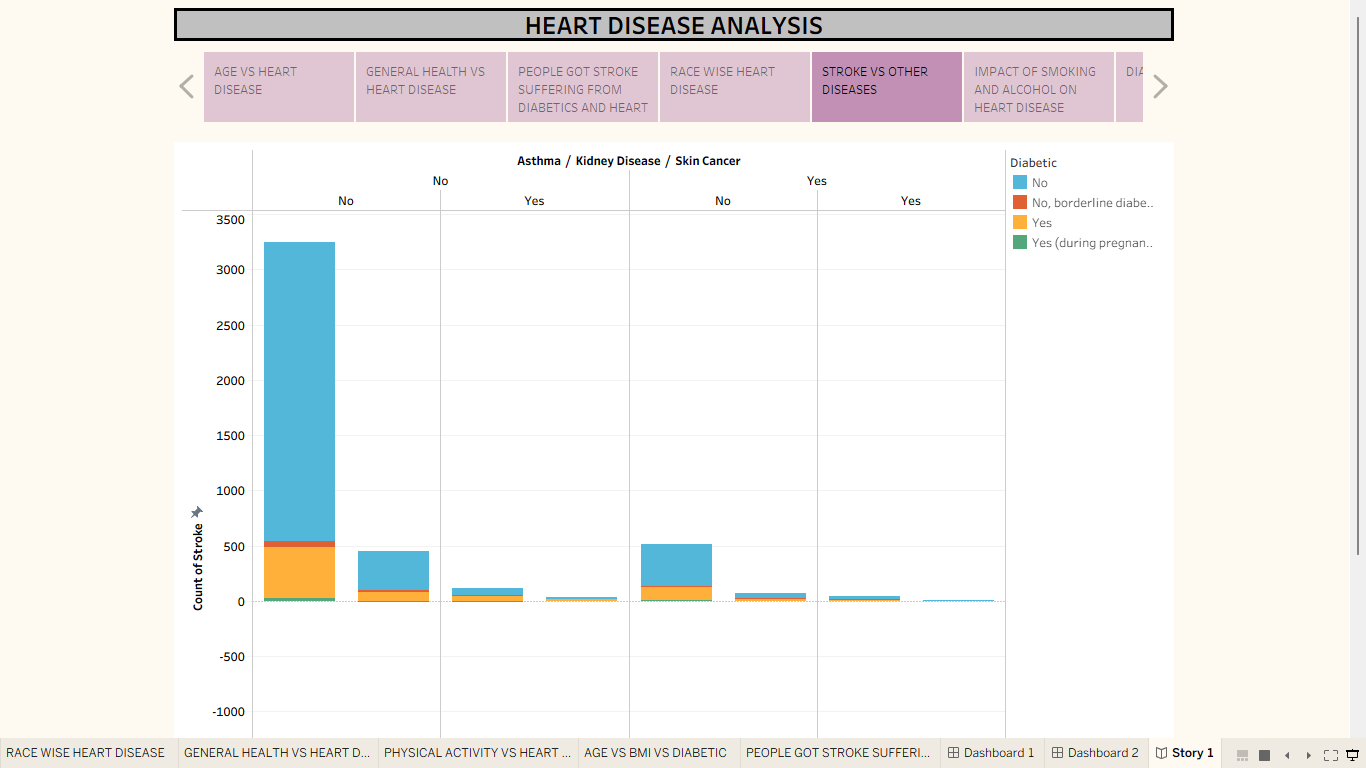 HEART DISEASE ANALYSIS
AGE VS HEART
DISEASE
GENERAL HEALTH VS
HEART DISEASE
PEOPLE GOT STROKE
SUFFERING FROM
DIABETICS AND HEART
RACE WISE HEART
DISEASE
STROKE VS OTHER
DISEASES
IMPACT OF SMOKING
AND ALCOHOL ON
HEART DISEASE
DIA
Asthma / Kidney Disease / Skin Cancer
No
Yes
No
Yes
No
Yes
Diabetic
No
No, borderline diabe..
Yes
Yes (during pregnan..
3500
3000
2500
2000
1500
1000
500
0
-500
-1000
Count of Stroke
RACE WISE HEART DISEASE
GENERAL HEALTH VS HEART D...
PHYSICAL ACTIVITY VS HEART ...
AGE VS BMI VS DIABETIC
PEOPLE GOT STROKE SUFFERI...
Dashboard 1
Dashboard 2
Story 1